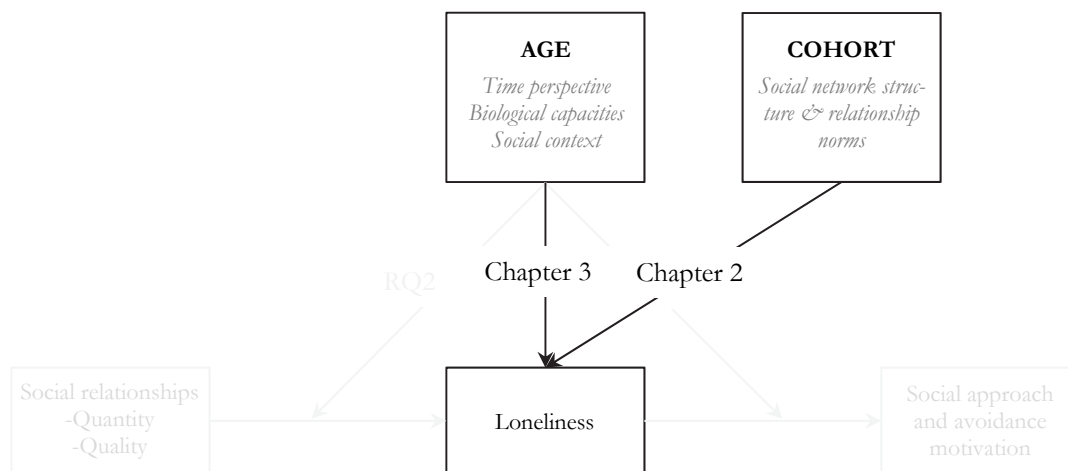 AGE
Time perspective
Biological capacities
Social context
COHORT
Social network struc-
ture & relationship
norms
RQ2
Chapter 3
Chapter 2
Social relationships
-Quantity
-Quality
Loneliness
Social approach
and avoidance
motivation